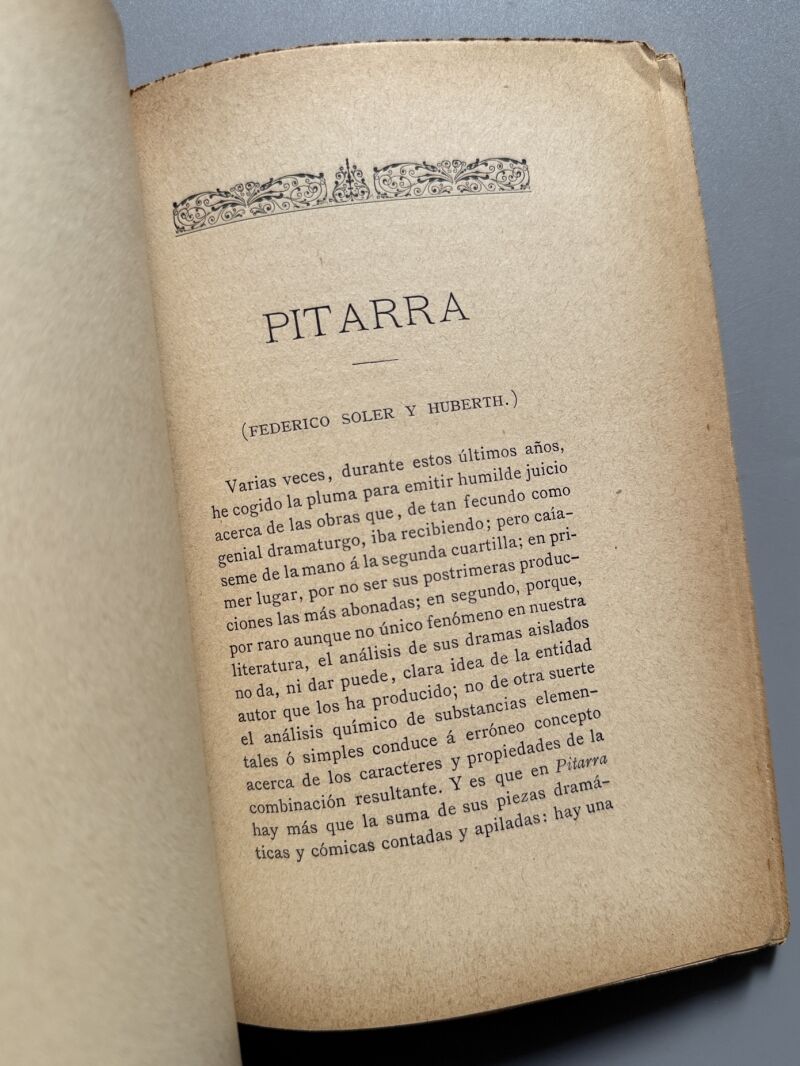 PITARRA
(FEDERICO SOLER Y HUBERTH.)
Varias veces, durante estos últimos años,
he cogido la pluma para emitir humilde juicio
acerca de las obras que, de tan fecundo como
genial dramaturgo, iba recibiendo; pero caía-
seme de la mano á la segunda cuartilla; en pri-
mer lugar, por no ser sus postrimeras produc-
ciones las más abonadas; en segundo, porque,
por raro aunque no único fenómeno en nuestra
literatura, el análisis de sus dramas aislados
no da, ni dar puede, clara idea de la entidad
autor que los ha producido; no de otra suerte
el análisis químico de substancias elemen-
tales ó simples conduce á erróneo concepto
acerca de los caracteres y propiedades de la
combinación resultante. Y es que en Pitarra
hay más que la suma de sus piezas dramá-
ticas y cómicas contadas y apiladas: hay una